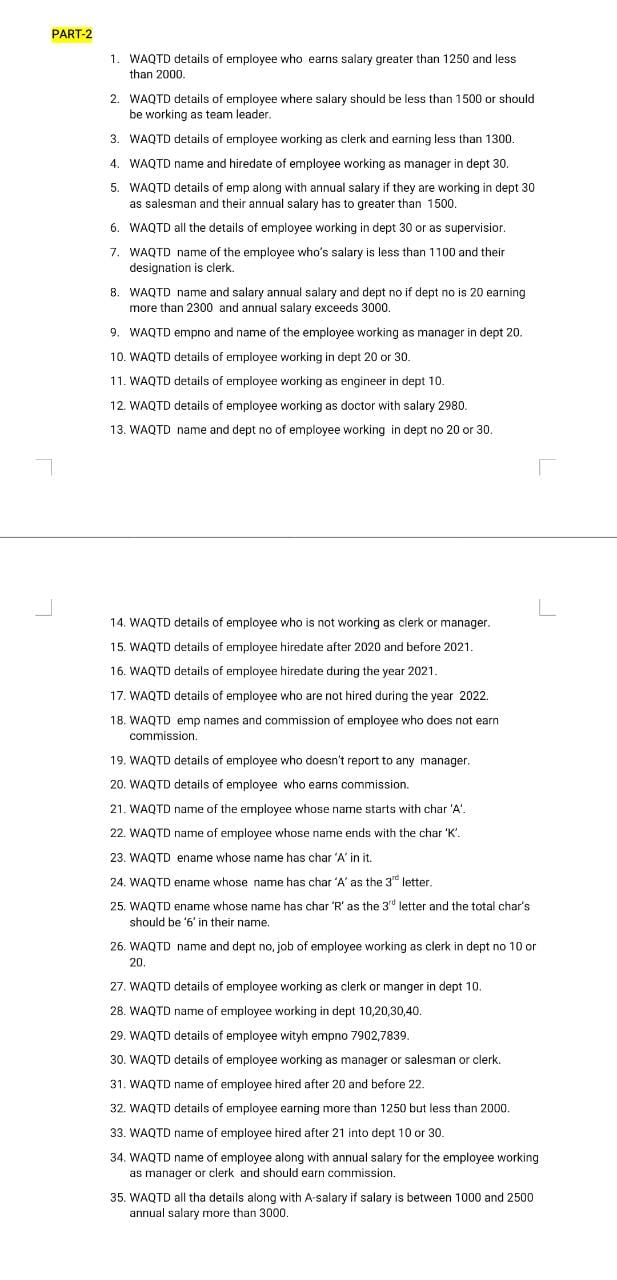 PART-2
1. WAQTD details of employee who earns salary greater than 1250 and less
than 2000.
2. WAQTD details of employee where salary should be less than 1500 or should
be working as team leader.
3. WAQTD details of employee working as clerk and earning less than 1300.
4. WAQTD name and hiredate of employee working as manager in dept 30.
5. WAQTD details of emp along with annual salary if they are working in dept 30
as salesman and their annual salary has to greater than 1500.
6. WAQTD all the details of employee working in dept 30 or as supervisior.
7. WAQTD name of the employee who's salary is less than 1100 and their
designation is clerk.
8. WAQTD name and salary annual salary and dept no if dept no is 20 earning
more than 2300 and annual salary exceeds 3000.
9. WAQTD empno and name of the employee working as manager in dept 20.
10. WAQTD details of employee working in dept 20 or 30.
11. WAQTD details of employee working as engineer in dept 10.
12. WAQTD details of employee working as doctor with salary 2980.
13. WAQTD name and dept no of employee working in dept no 20 or 30.
14. WAQTD details of employee who is not working as clerk or manager.
15. WAQTD details of employee hiredate after 2020 and before 2021.
16. WAQTD details of employee hiredate during the year 2021.
17. WAQTD details of employee who are not hired during the year 2022.
18. WAQTD emp names and commission of employee who does not earn
commission.
19. WAQTD details of employee who doesn't report to any manager.
20. WAQTD details of employee who earns commission.
21. WAQTD name of the employee whose name starts with char 'A'.
22. WAQTD name of employee whose name ends with the char 'K'.
23. WAQTD ename whose name has char 'A' in it.
24. WAQTD ename whose name has char 'A' as the 3rd letter.
25. WAQTD ename whose name has char 'R' as the 3rd letter and the total char's
should be '6' in their name.
26. WAQTD name and dept no, job of employee working as clerk in dept no 10 or
20.
27. WAQTD details of employee working as clerk or manger in dept 10.
28. WAQTD name of employee working in dept 10,20,30,40.
29. WAQTD details of employee wityh empno 7902,7839.
30. WAQTD details of employee working as manager or salesman or clerk.
31. WAQTD name of employee hired after 20 and before 22.
32. WAQTD details of employee earning more than 1250 but less than 2000.
33. WAQTD name of employee hired after 21 into dept 10 or 30.
34. WAQTD name of employee along with annual salary for the employee working
as manager or clerk and should earn commission.
35. WAQTD all tha details along with A-salary if salary is between 1000 and 2500
annual salary more than 3000.